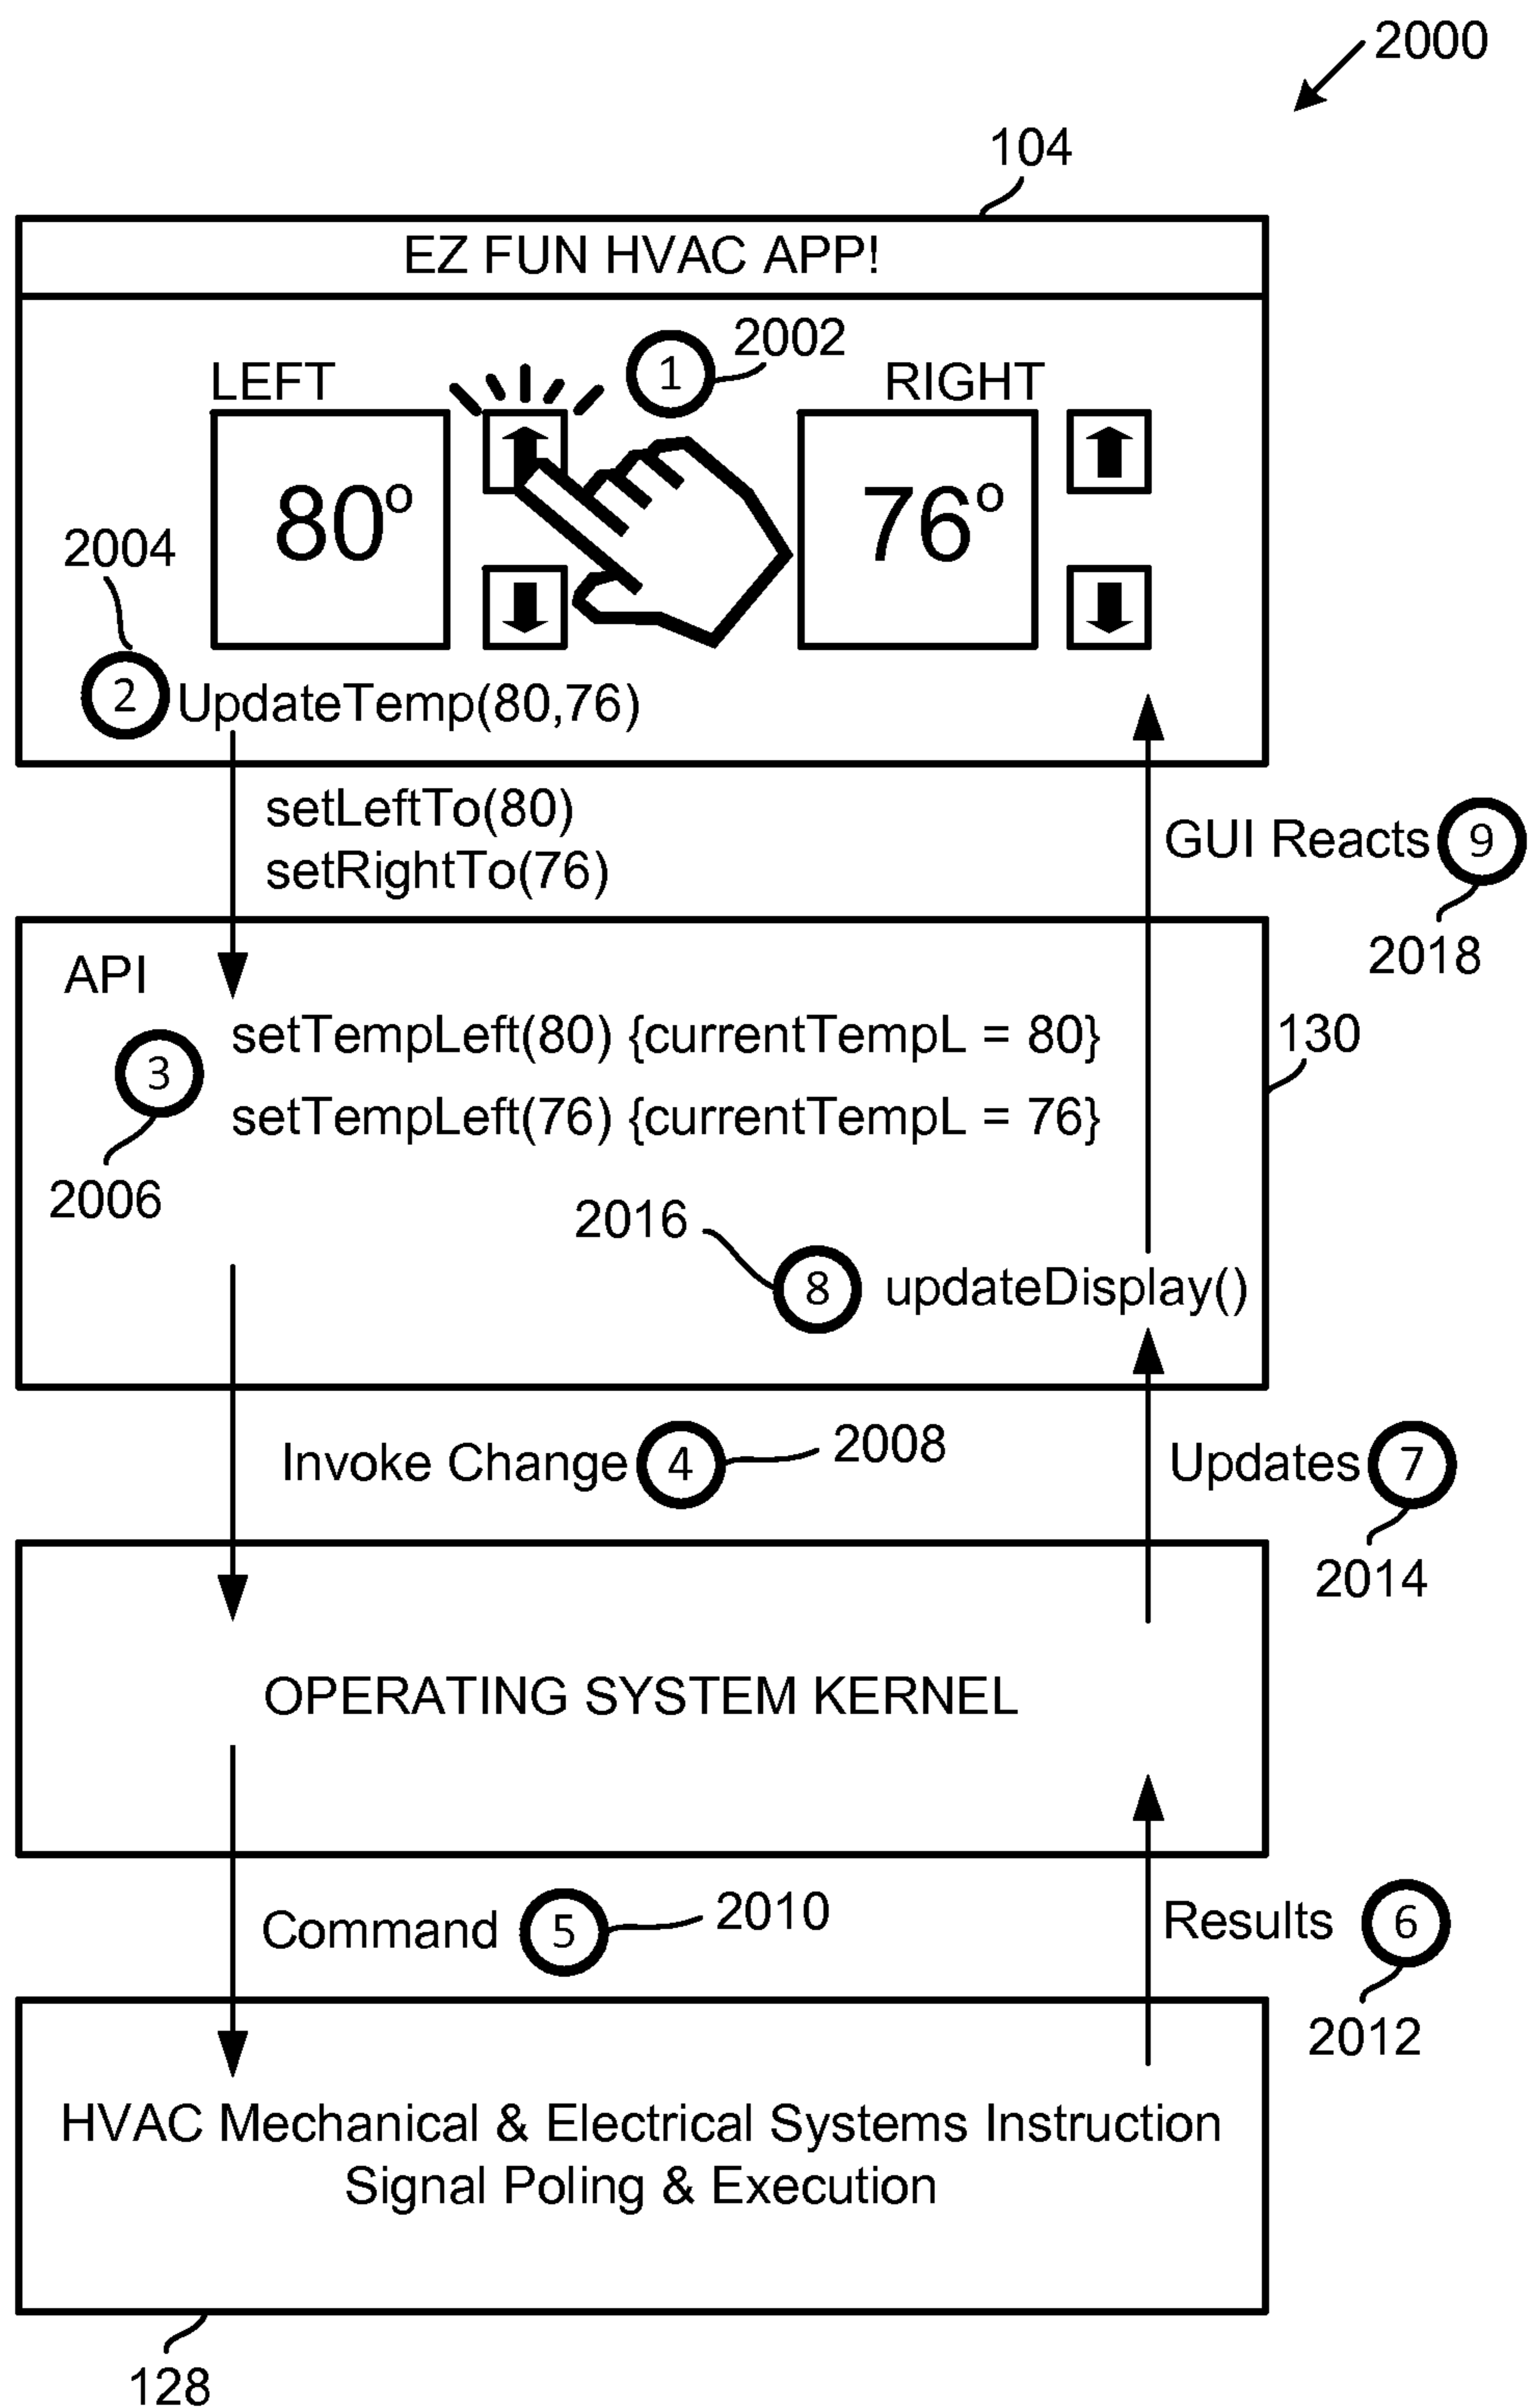 2000
104
EZ FUN HVAC APP!
1 2002
LEFT
RIGHT
80°
76°
2004
2 UpdateTemp(80,76)
setLeftTo(80)
setRightTo(76)
GUI Reacts 9
2018
API
130
3
setTempLeft(80) {currentTempL = 80}
setTempLeft(76) {currentTempL = 76}
2006
2016
8 updateDisplay()
Invoke Change 4 2008
Updates 7
2014
OPERATING SYSTEM KERNEL
Command 5 2010
Results 6
2012
HVAC Mechanical & Electrical Systems Instruction
Signal Poling & Execution
128